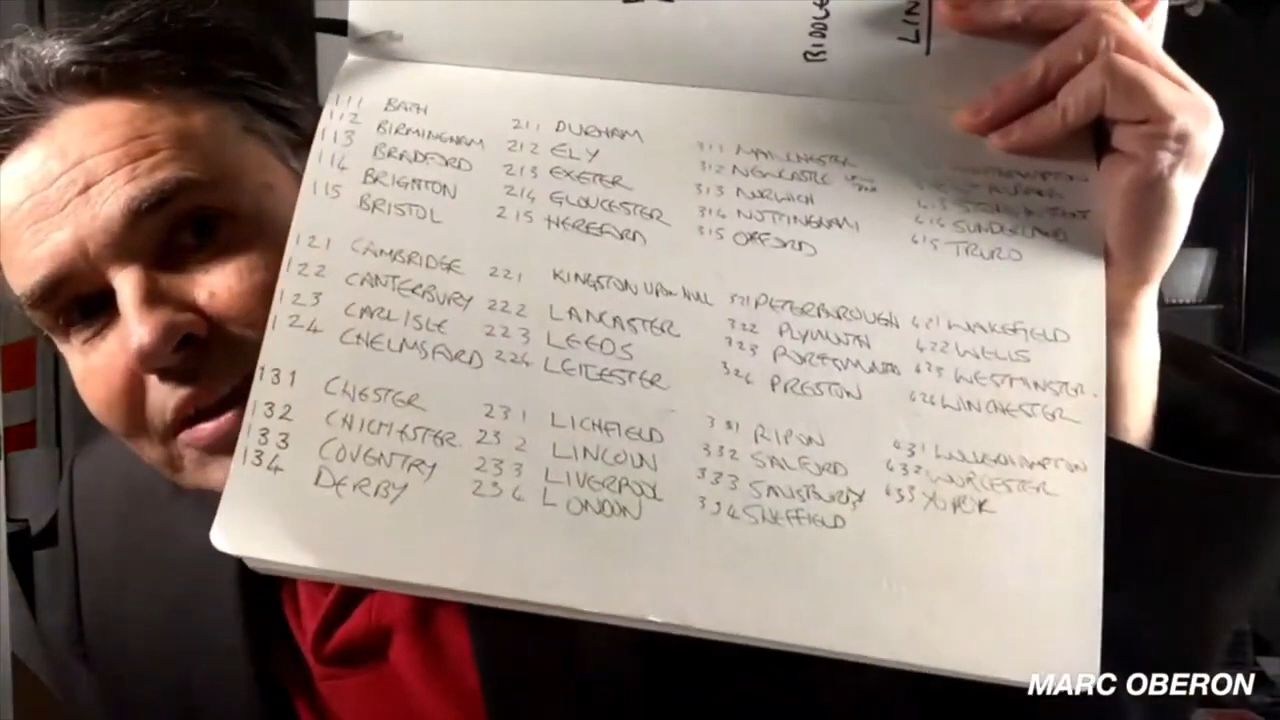 BIDDLE
LIN
111 BATH
112 BIRMINGHAM
113 BRADFORD
114 BRIGHTON
115 BRISTOL
121 CAMBRIDGE
122 CANTERBURY
123 CARLISLE
124 CHELMSFORD
131 CHESTER
132 CHICHESTER
133 COVENTRY
134 DERBY
211 DURHAM
212 ELY
213 EXETER
214 GLOUCESTER
215 HEREFORD
221 KINGSTON UPON HULL
222 LANCASTER
223 LEEDS
224 LEICESTER
231 LICHFIELD
232 LINCOLN
233 LIVERPOOL
234 LONDON
311 MANCHESTER
312 NEWCASTLE
313 NORWICH
314 NOTTINGHAM
315 OXFORD
321 PETERBOROUGH
322 PLYMOUTH
323 PORTSMOUTH
324 PRESTON
331 RIPON
332 SALFORD
333 SALISBURY
334 SHEFFIELD
414 SUNDERLAND
415 TRURO
421 WAKEFIELD
422 WELLS
423 WESTMINSTER
424 WINCHESTER
431 WOLVERHAMPTON
432 WORCESTER
433 YORK
MARC OBERON